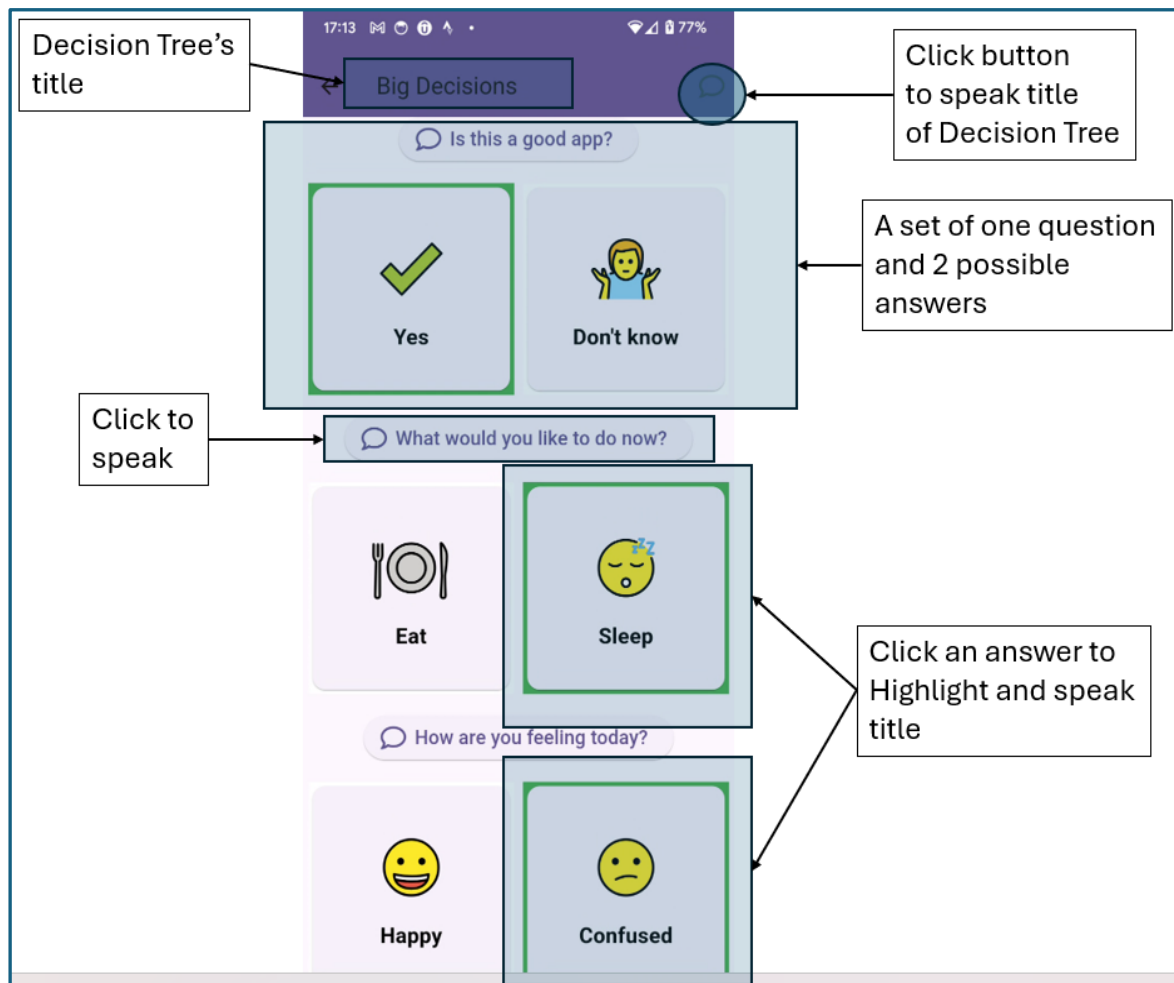 17:13
77%
Decision Tree's
title
Big Decisions
Click button
to speak title
of Decision Tree
Is this a good app?
Yes
Don't know
A set of one question
and 2 possible
answers
Click to
speak
What would you like to do now?
Eat
zzZ
Sleep
Click an answer to
Highlight and speak
title
How are you feeling today?
Happy
Confused